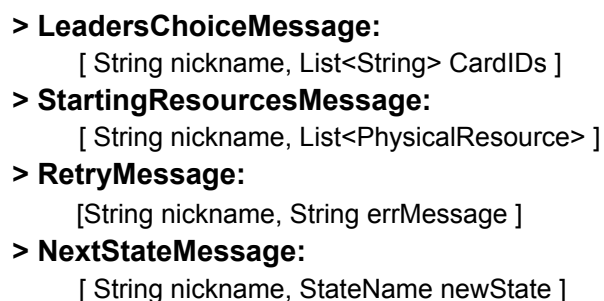 > LeadersChoiceMessage:
[ String nickname, List<String> CardIDs ]
> StartingResourcesMessage:
[ String nickname, List<PhysicalResource> ]
> RetryMessage:
[String nickname, String errMessage ]
> NextStateMessage:
[ String nickname, StateName newState ]